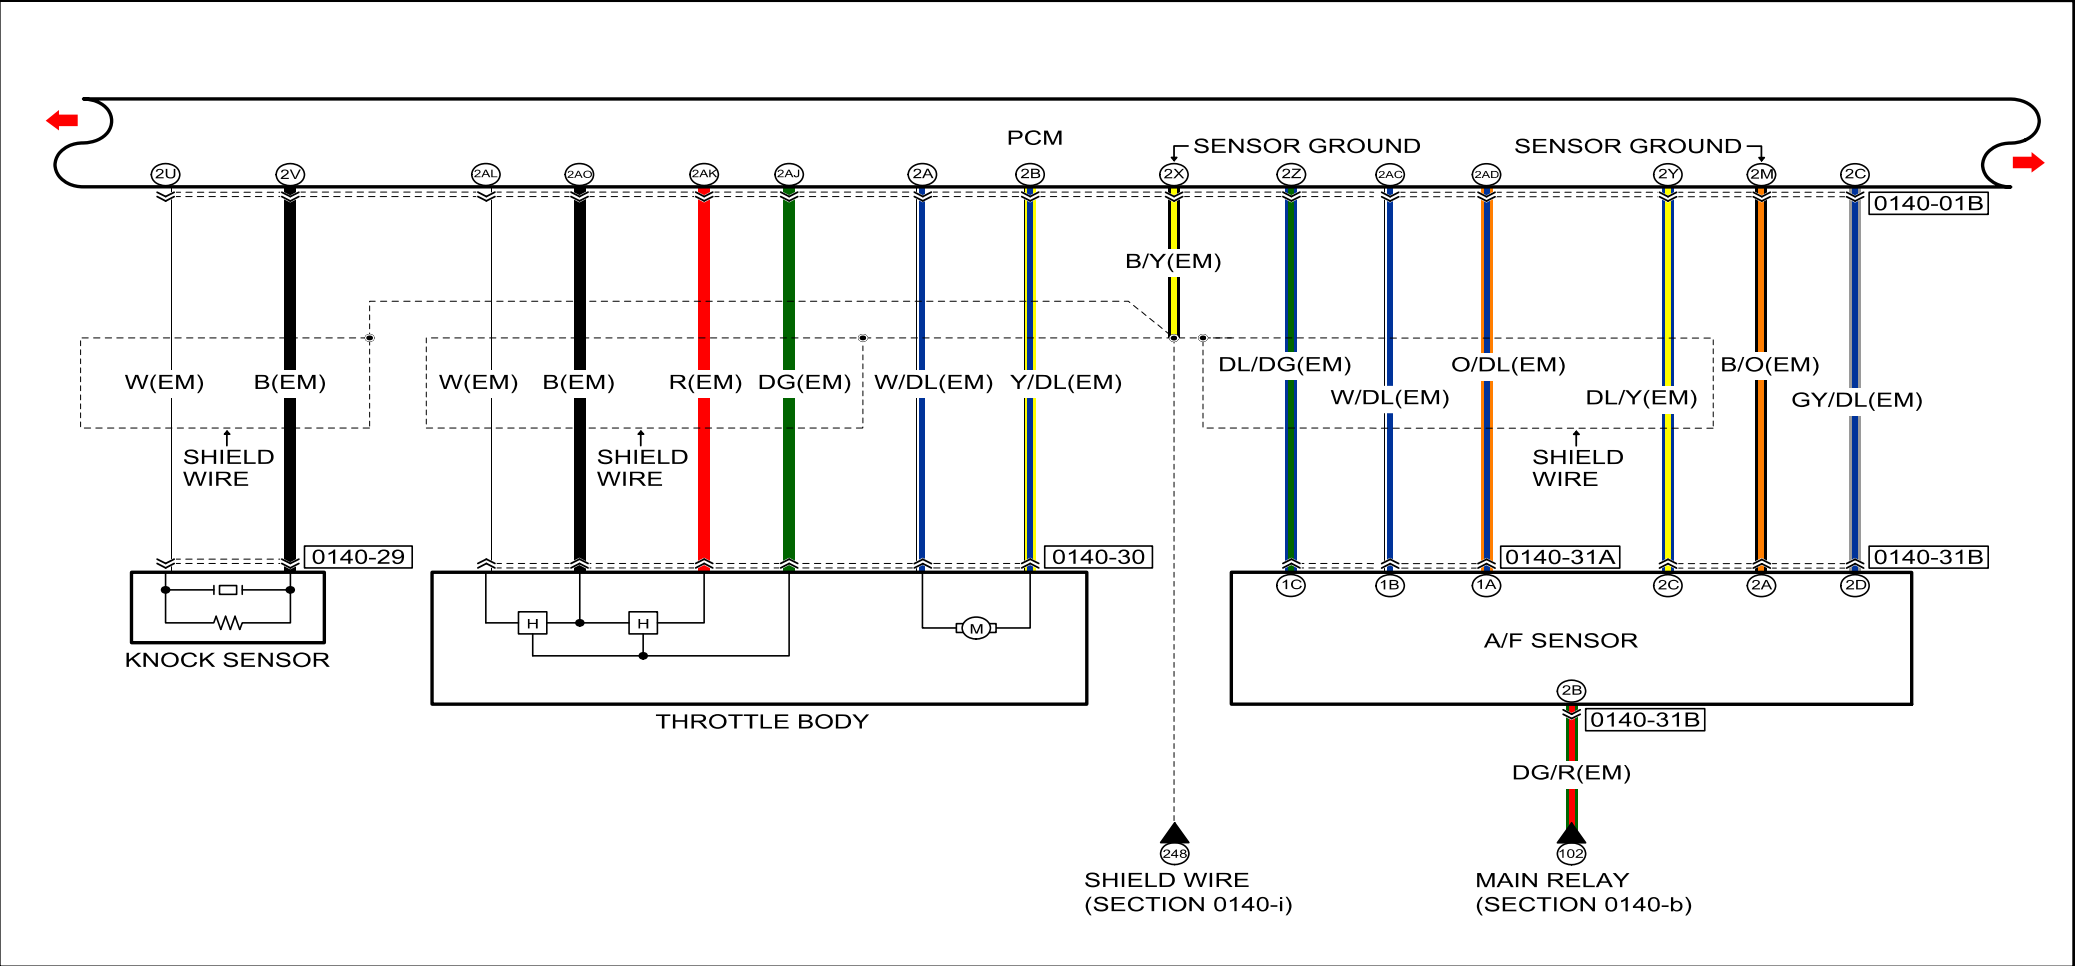 PCM
SENSOR GROUND
SENSOR GROUND
2U 2V 2AL 2AO 2AK 2AJ 2A 2B 2X 2Z 2AC 2AD 2Y 2M 2C
0140-01B
B/Y(EM)
DL/DG(EM) O/DL(EM) B/O(EM)
W(EM) B(EM) W(EM) B(EM) R(EM) DG(EM) W/DL(EM) Y/DL(EM)
W/DL(EM) DL/Y(EM) GY/DL(EM)
SHIELD
WIRE
SHIELD
WIRE
SHIELD
WIRE
0140-29
0140-30
0140-31A
0140-31B
1C 1B 1A 2C 2A 2D
H H M
KNOCK SENSOR
THROTTLE BODY
A/F SENSOR
2B
0140-31B
DG/R(EM)
248
SHIELD WIRE
(SECTION 0140-i)
102
MAIN RELAY
(SECTION 0140-b)